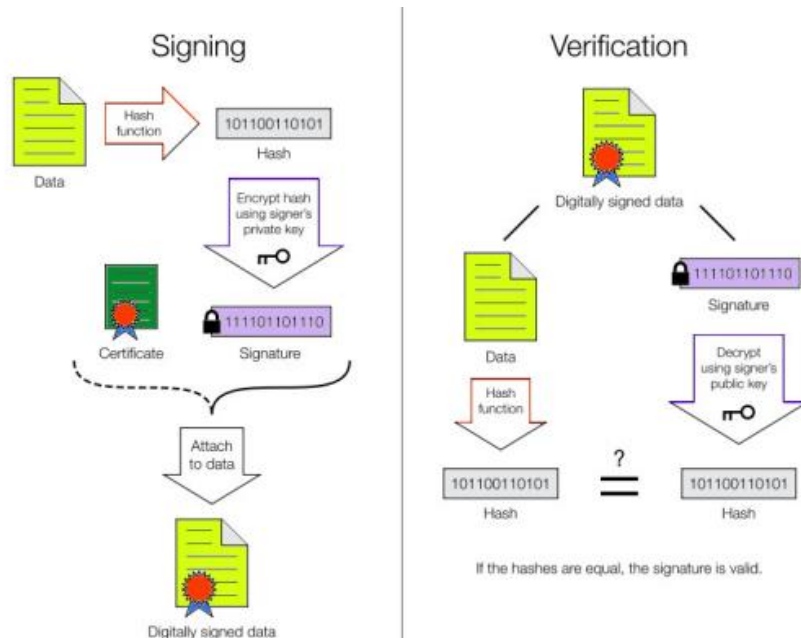 Signing
Hash
function
101100110101
Hash
Data
Encrypt hash
using signer's
private key
111101101110
Certificate
Signature
Attach
to data
Digitally signed data
Verification
Digitally signed data
111101101110
Signature
Data
Decrypt
using signer's
public key
Hash
function
?
101100110101
=
101100110101
Hash
Hash
If the hashes are equal, the signature is valid.